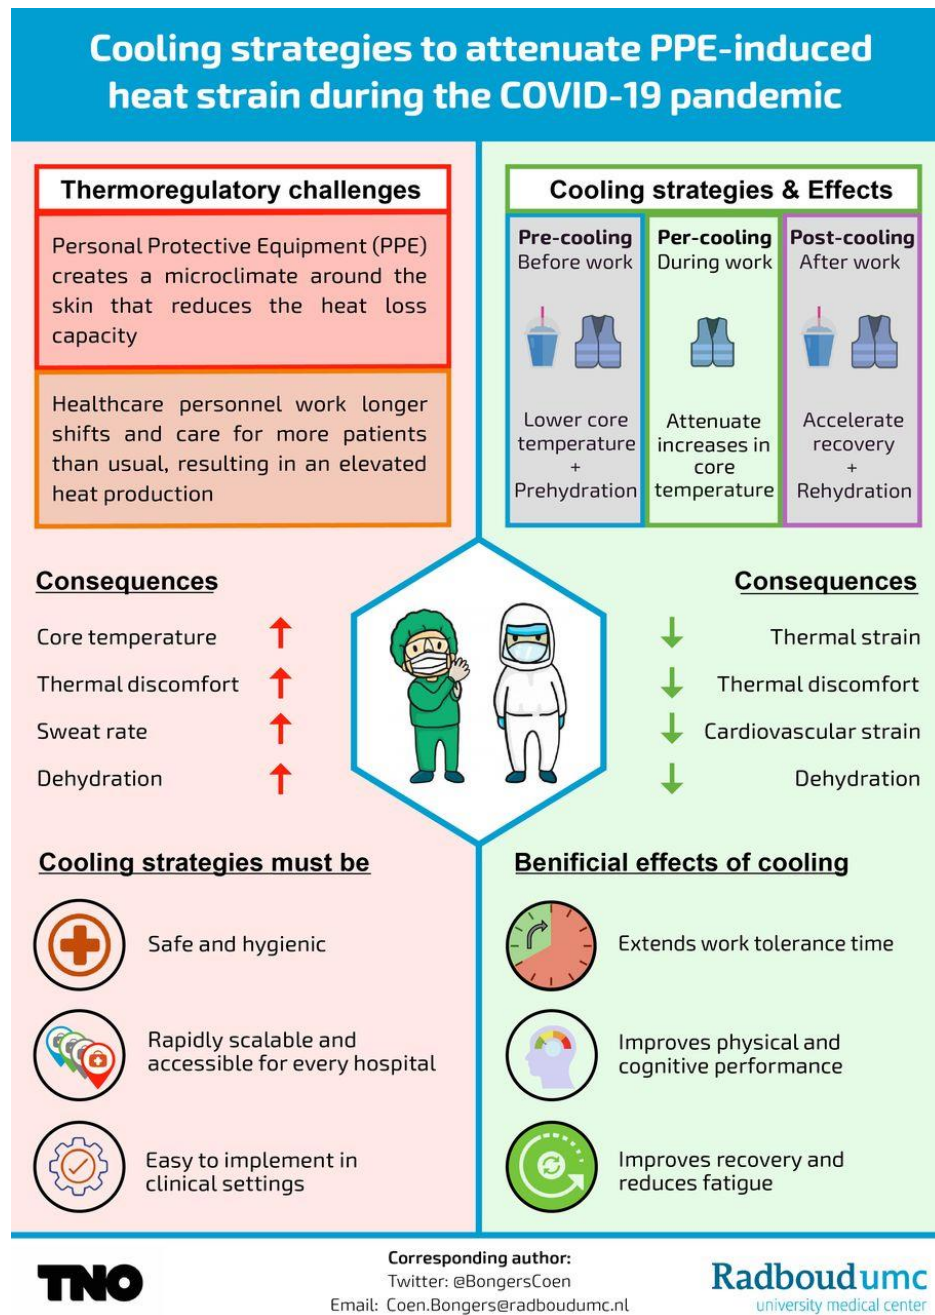 Cooling strategies to attenuate PPE-induced
heat strain during the COVID-19 pandemic
Thermoregulatory challenges
Personal Protective Equipment (PPE)
creates a microclimate around the
skin that reduces the heat loss
capacity
Healthcare personnel work longer
shifts and care for more patients
than usual, resulting in an elevated
heat production
Consequences
Core temperature
Thermal discomfort
Sweat rate
Dehydration
Cooling strategies must be
Safe and hygienic
Rapidly scalable and
accessible for every hospital
Easy to implement in
clinical settings
Cooling strategies & Effects
Pre-cooling
Before work
Lower core
temperature
+
Prehydration
Per-cooling
During work
Attenuate
increases in
core
temperature
Post-cooling
After work
Accelerate
recovery
+
Rehydration
Consequences
Thermal strain
Thermal discomfort
Cardiovascular strain
Dehydration
Benificial effects of cooling
Extends work tolerance time
Improves physical and
cognitive performance
Improves recovery and
reduces fatigue
TNO
Corresponding author:
Twitter: @BongersCoen
Email: Coen.Bongers@radboudumc.nl
Radboudumc
university medical center